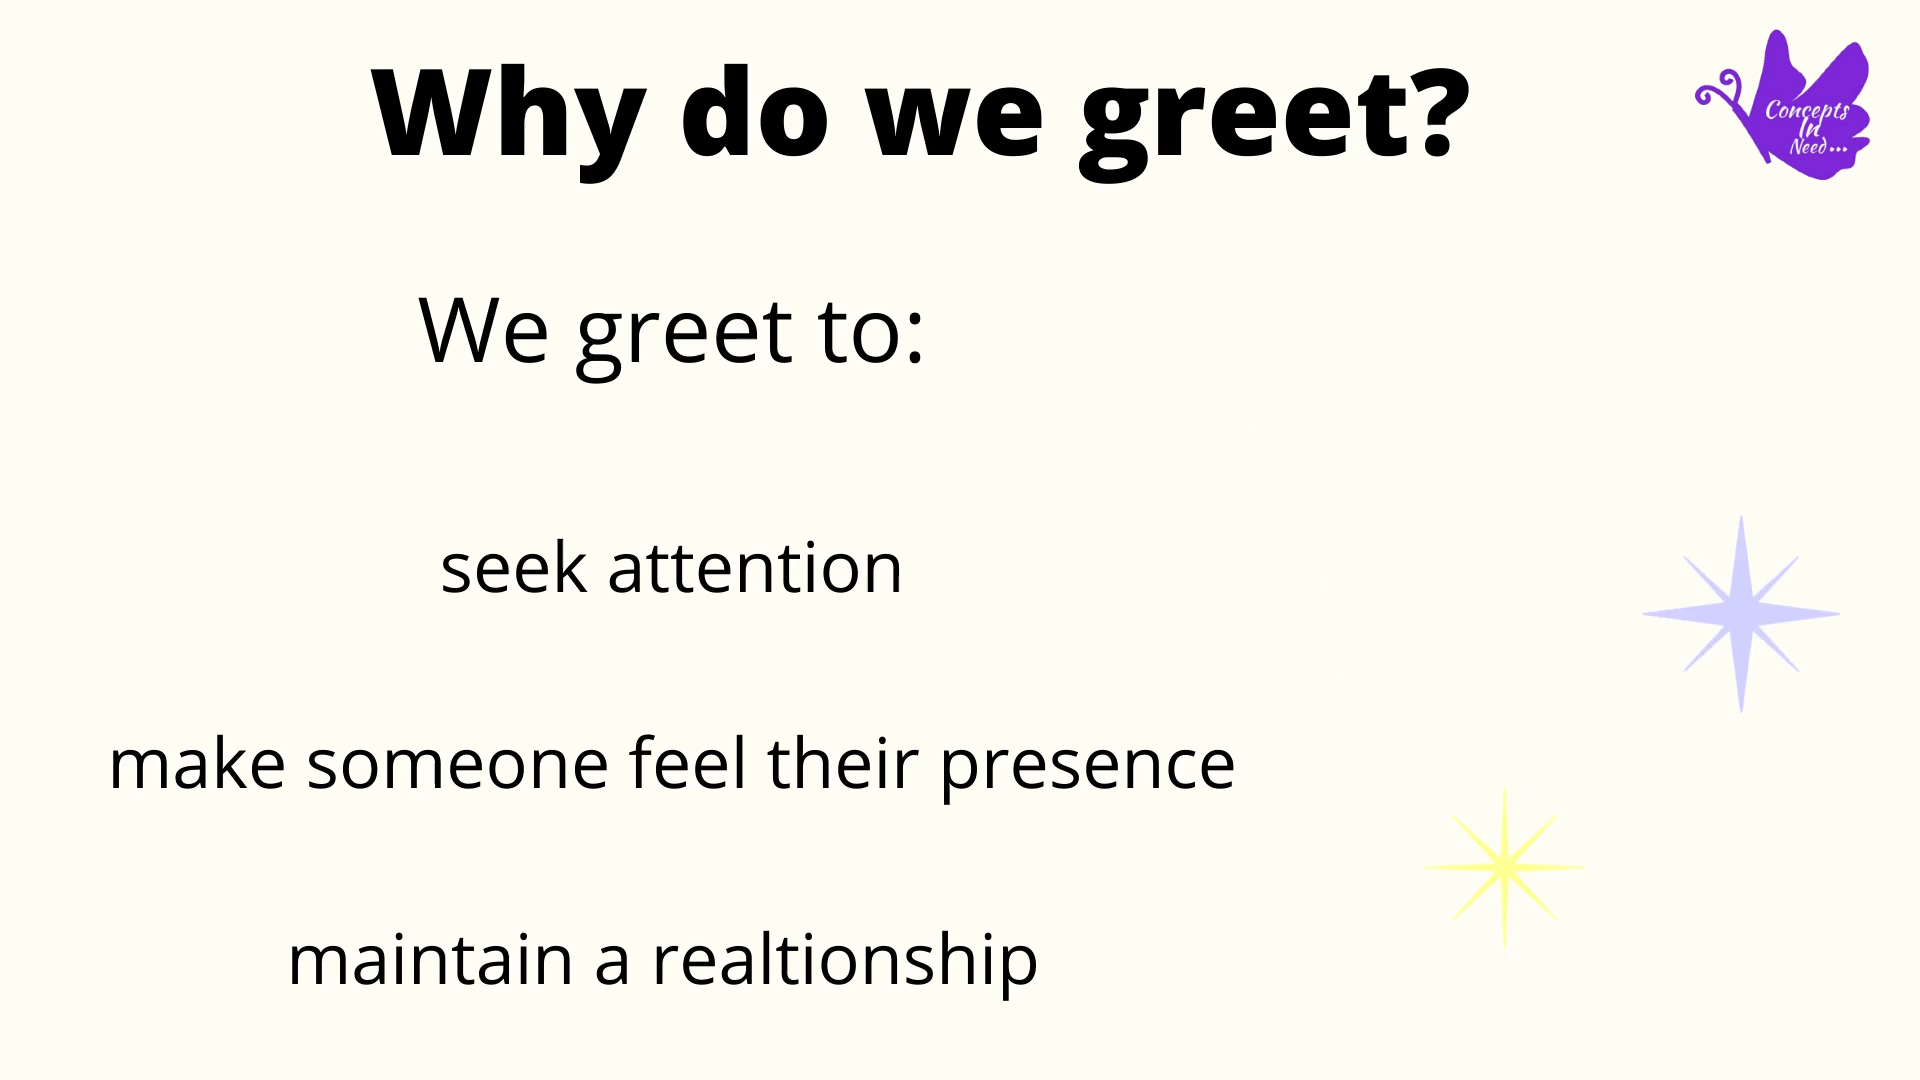 Why do we greet?
Concepts
In
Need...
We greet to:
seek attention
make someone feel their presence
maintain a realtionship